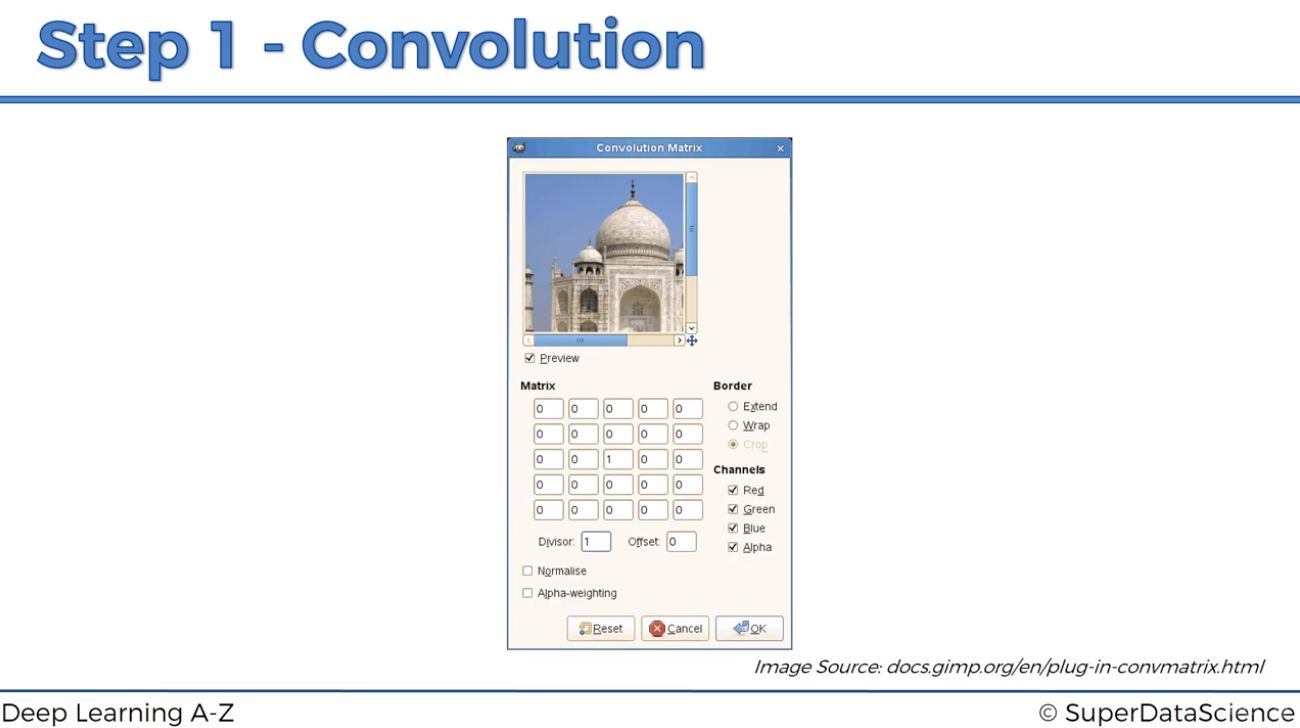 Step 1 - Convolution
Convolution Matrix
Preview
Matrix
Border
0 0 0 0 0
Extend
0 0 0 0 0
Wrap
Crop
0 0 1 0 0
Channels
0 0 0 0 0
Red
0 0 0 0 0
Green
Blue
Divisor: 1 Offset: 0
Alpha
Normalise
Alpha-weighting
Reset Cancel OK
Image Source: docs.gimp.org/en/plug-in-convmatrix.html
Deep Learning A-Z
© SuperDataScience